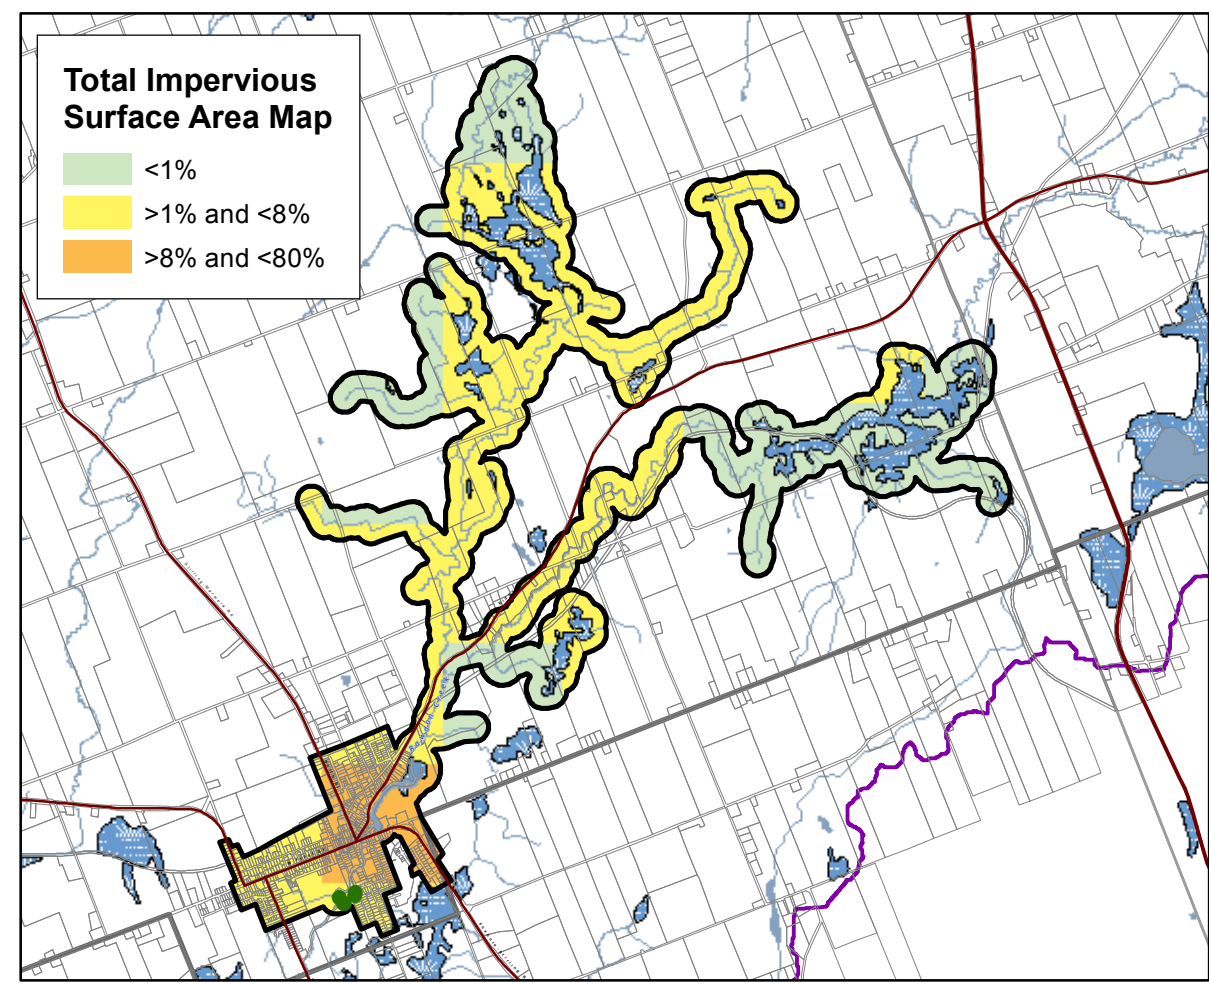 Total Impervious
Surface Area Map
<1%
>1% and <8%
>8% and <80%